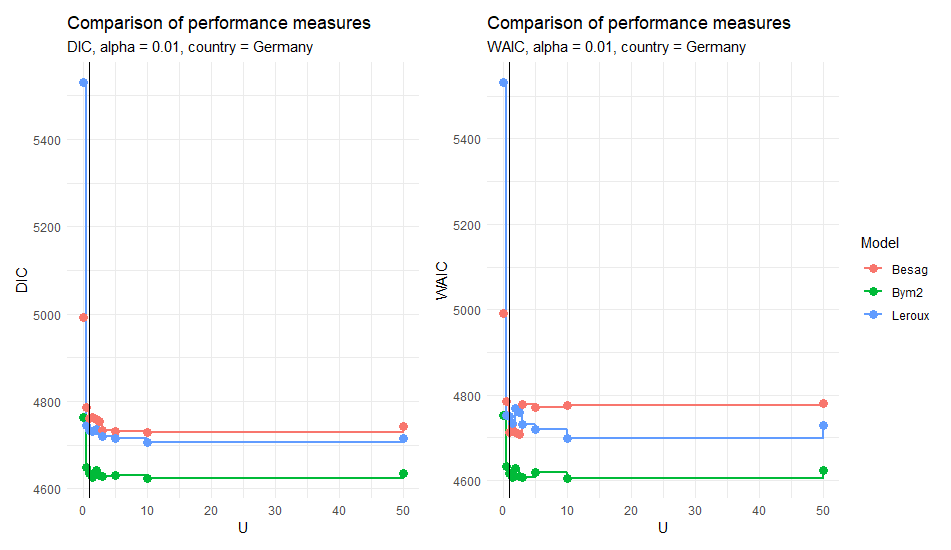 Comparison of performance measures
DIC, alpha = 0.01, country = Germany
DIC
5400
5200
5000
4800
4600
0
10
20
30
40
50
U
Comparison of performance measures
WAIC, alpha = 0.01, country = Germany
WAIC
5400
5200
5000
4800
4600
0
10
20
30
40
50
U
Model
Besag
Bym2
Leroux